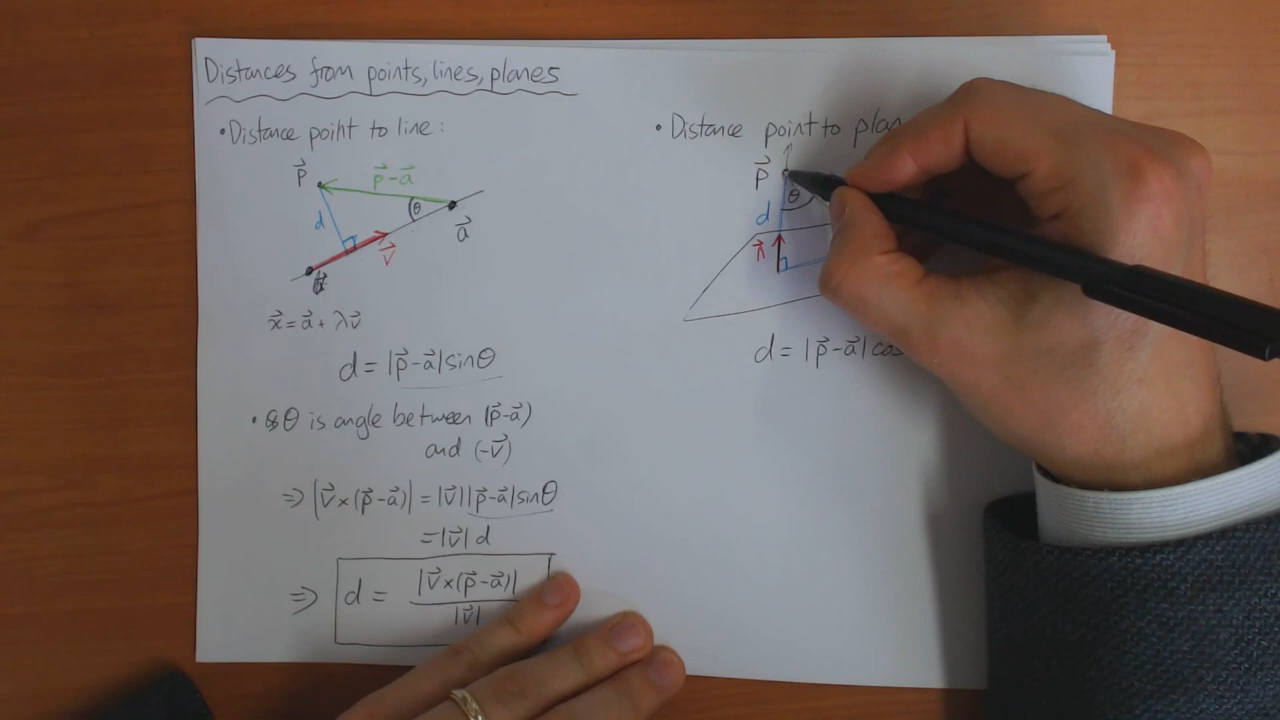 Distances from points, lines, planes
• Distance point to line:
p⃗
p⃗-a⃗
θ
d
a⃗
v⃗
x⃗ = a⃗ + λv⃗
d = |p⃗-a⃗|sinθ
• θ is angle between (p⃗-a⃗)
and (-v⃗)
⇒ |v⃗×(p⃗-a⃗)| = |v⃗||p⃗-a⃗|sinθ
= |v⃗| d
⇒ d = |v⃗×(p⃗-a⃗)|
|v⃗|
• Distance point to plan
p⃗
θ
d
n⃗
d = |p⃗-a⃗| cos